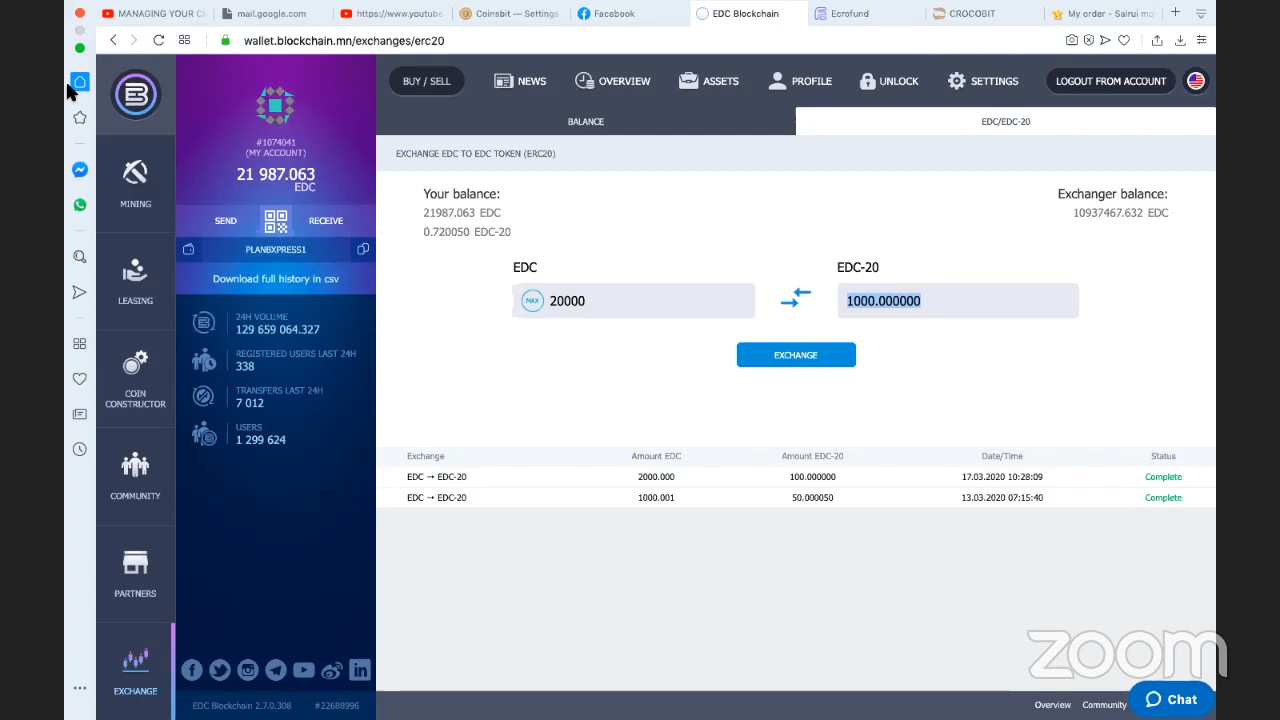 MANAGING YOUR C
mail.google.com
https://www.youtube
Coinsbit — Settings
Facebook
EDC Blockchain
Ecrofund
CROCOBIT
My order - Sairui mo
wallet.blockchain.mn/exchanges/erc20
BUY / SELL
NEWS
OVERVIEW
ASSETS
PROFILE
UNLOCK
SETTINGS
LOGOUT FROM ACCOUNT
MINING
LEASING
COIN
CONSTRUCTOR
COMMUNITY
PARTNERS
EXCHANGE
#1074041
(MY ACCOUNT)
21 987.063
EDC
SEND
RECEIVE
PLANBXPRESS1
Download full history in csv
24H VOLUME
129 659 064.327
REGISTERED USERS LAST 24H
338
TRANSFERS LAST 24H
7 012
USERS
1 299 624
EDC Blockchain 2.7.0.308 #22688996
BALANCE
EDC/EDC-20
EXCHANGE EDC TO EDC TOKEN (ERC20)
Your balance:
21987.063 EDC
0.720050 EDC-20
Exchanger balance:
10937467.632 EDC
EDC
MAX 20000
EDC-20
1000.000000
EXCHANGE
Exchange Amount EDC Amount EDC-20 Date/Time Status
EDC → EDC-20 2000.000 100.000000 17.03.2020 10:28:09 Complete
EDC → EDC-20 1000.001 50.000050 13.03.2020 07:15:40 Complete
zoom
Chat
Overview Community